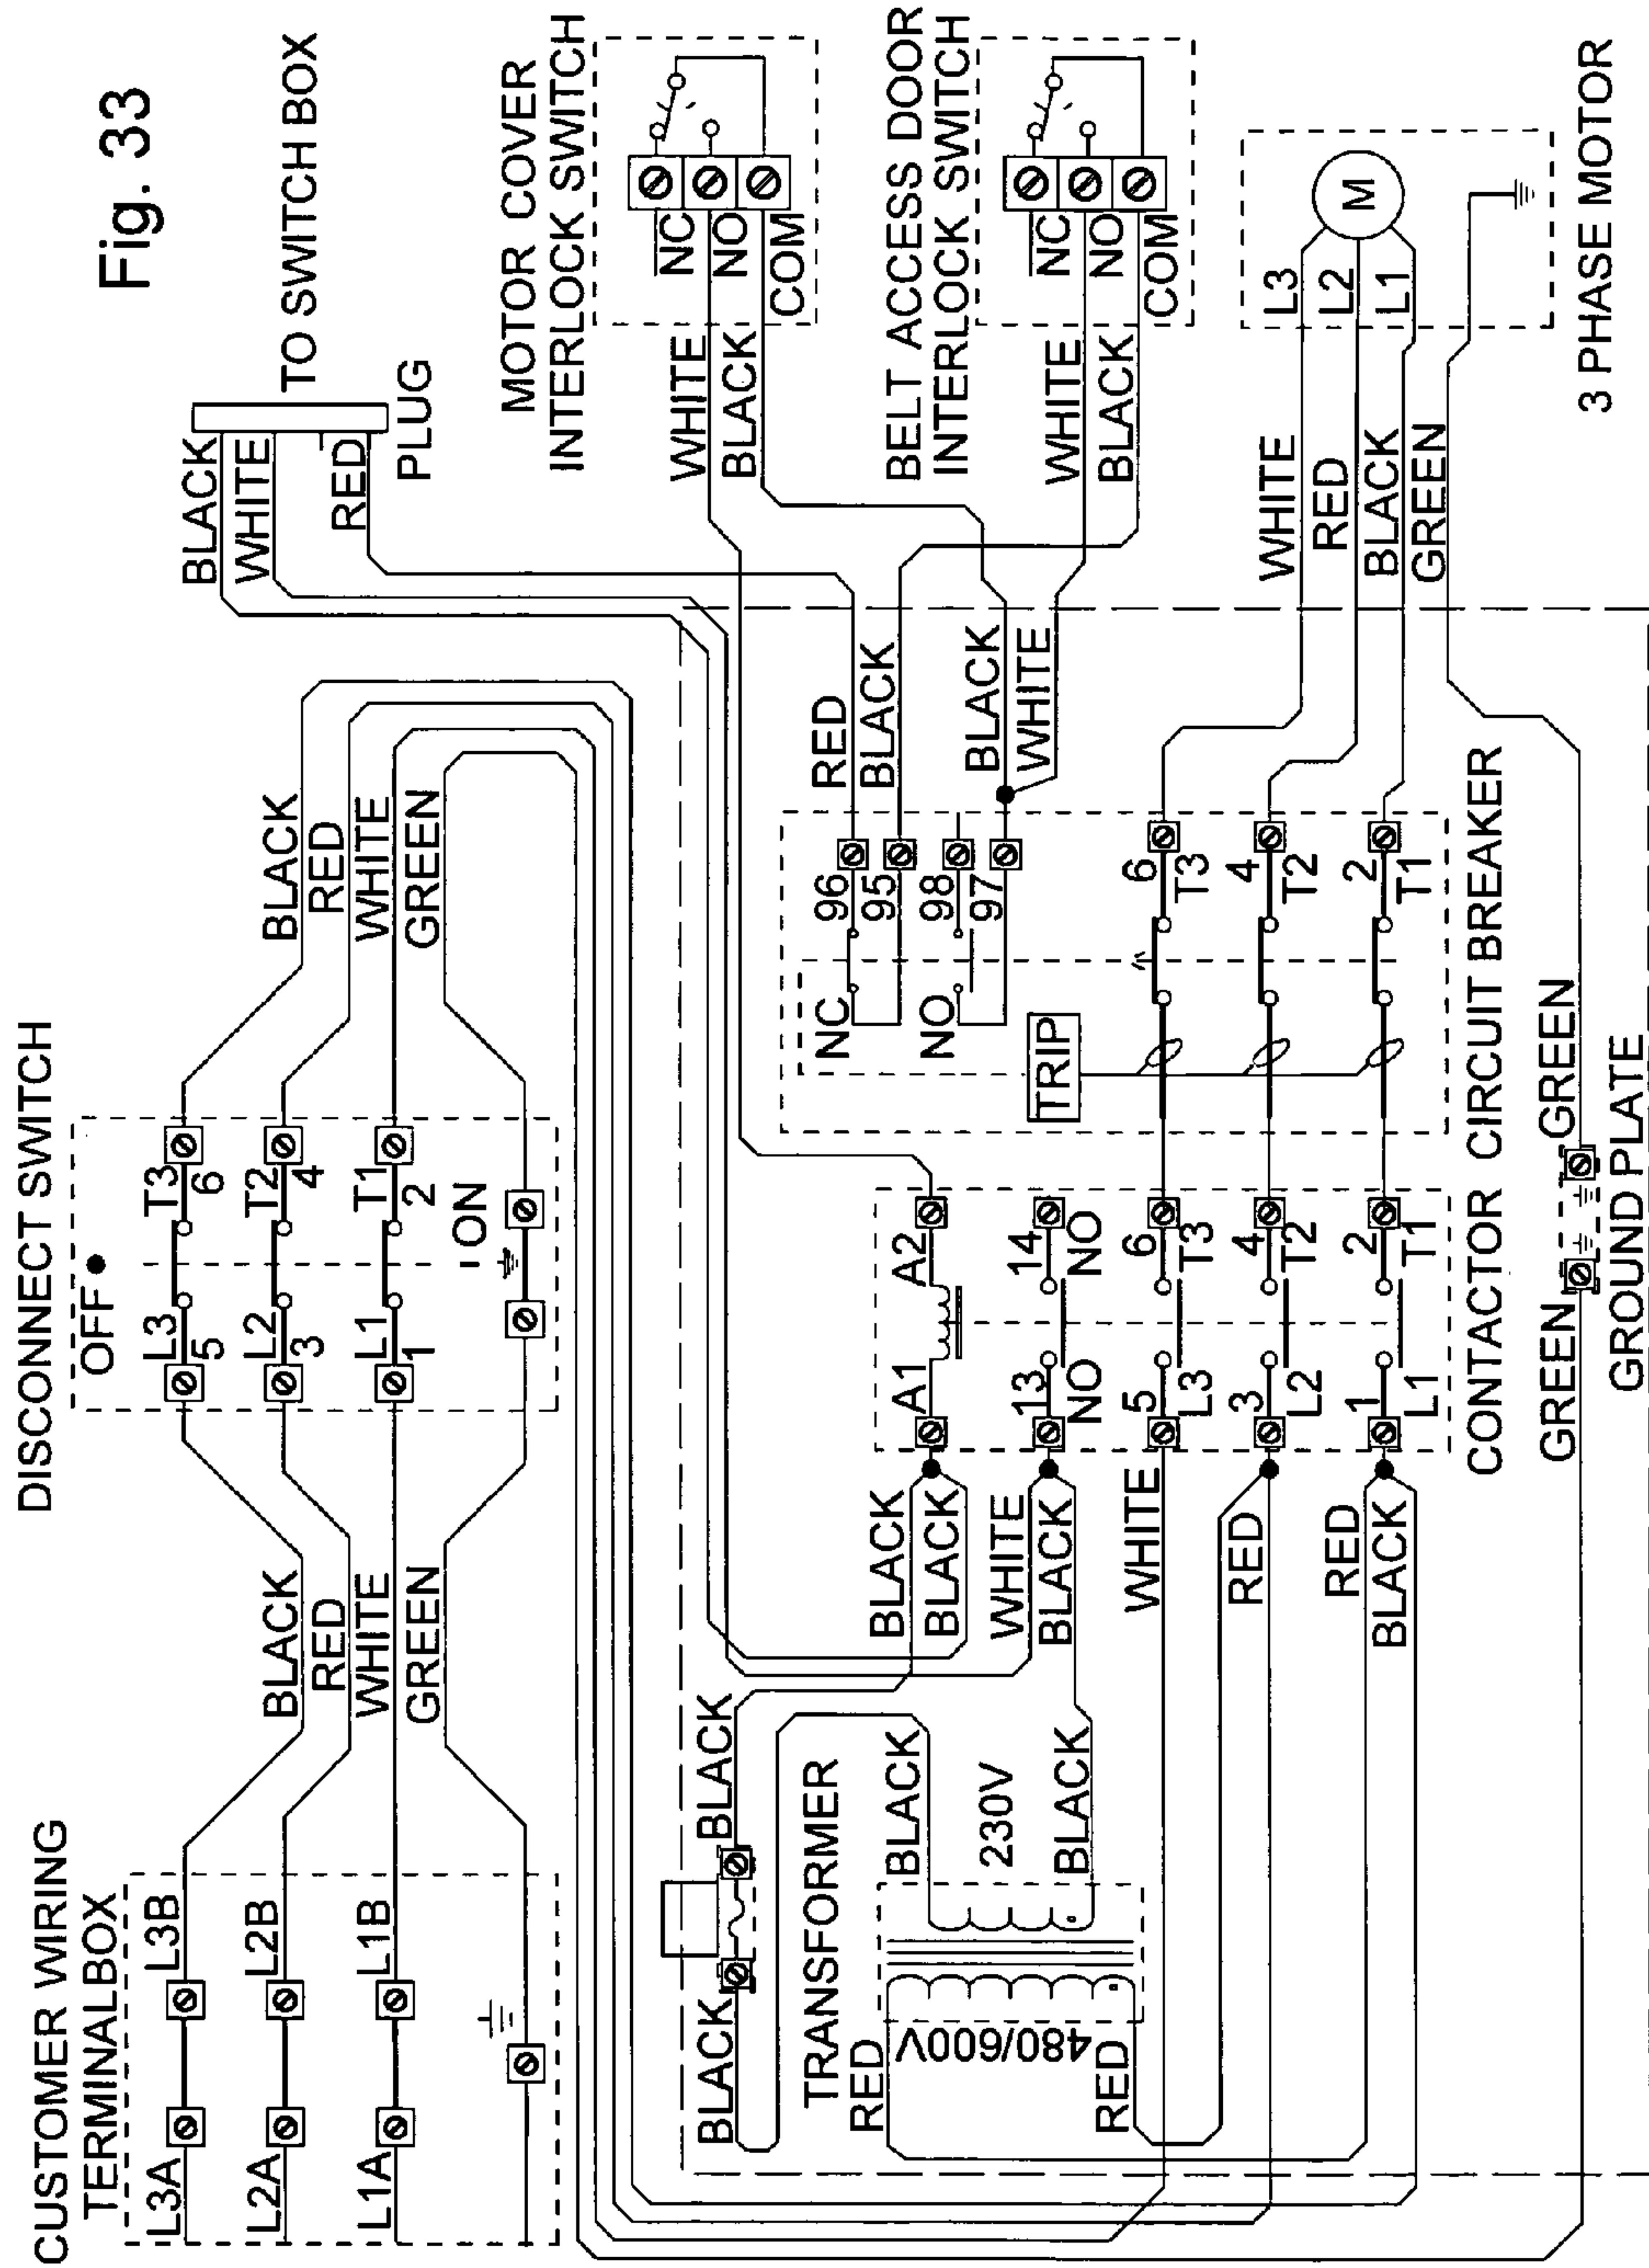 Fig. 33
CUSTOMER WIRING
TERMINALBOX
L3A
L3B
L2A
L2B
L1A
L1B
BLACK
RED
WHITE
GREEN
DISCONNECT SWITCH
OFF
L3
5
T3
6
L2
3
T2
4
L1
1
T1
2
ON
BLACK
RED
WHITE
GREEN
BLACK
WHITE
RED
TO SWITCH BOX
PLUG
MOTOR COVER
INTERLOCK SWITCH
WHITE
BLACK
NC
NO
COM
BELT ACCESS DOOR
INTERLOCK SWITCH
WHITE
BLACK
NC
NO
COM
BLACK
BLACK
TRANSFORMER
RED
480/600V
RED
BLACK
230V
BLACK
BLACK
BLACK
WHITE
BLACK
WHITE
RED
RED
BLACK
A1
A2
13
NO
14
NO
5
L3
6
T3
3
L2
4
T2
1
L1
2
T1
CONTACTOR
NC
96
95
NO
98
97
TRIP
6
T3
4
T2
2
T1
CIRCUIT BREAKER
RED
BLACK
BLACK
WHITE
WHITE
RED
BLACK
GREEN
L3
L2
L1
M
3 PHASE MOTOR
GREEN
GREEN
GROUND PLATE